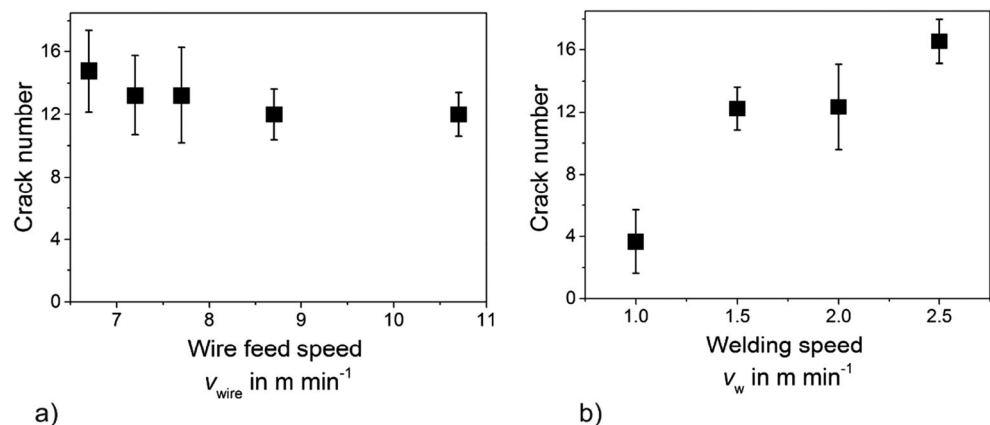 16
12
8
4
0
Crack number
7 8 9 10 11
Wire feed speed
v_wire in m min⁻¹
a)
16
12
8
4
0
Crack number
1.0 1.5 2.0 2.5
Welding speed
v_w in m min⁻¹
b)